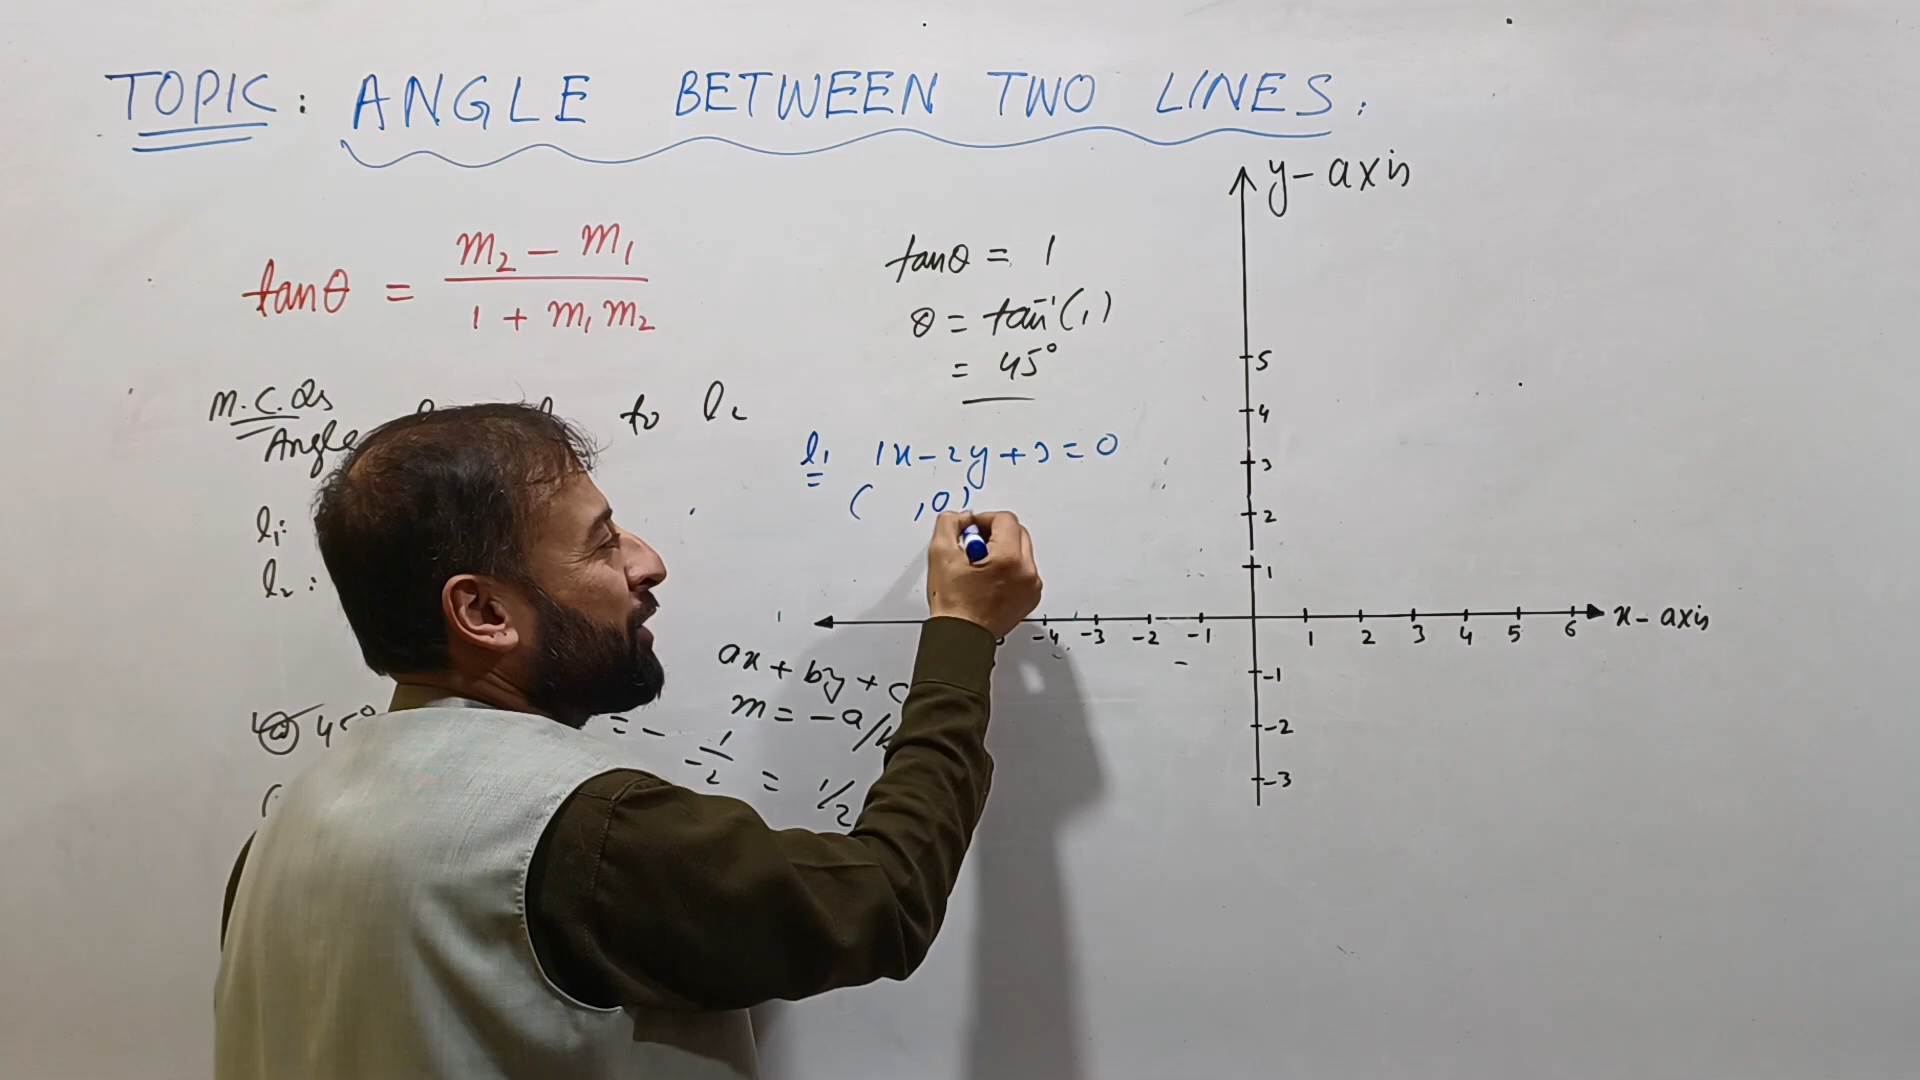 TOPIC: ANGLE BETWEEN TWO LINES.
tanθ = (m₂ - m₁)/(1 + m₁ m₂)
tanθ = 1
θ = tan⁻¹(1)
= 45°
M.C.Qs
Angle to l₂
l₁:
l₂:
45°
= - 1/-2 = 1/2
ax + by + c
m = -a/b
l₁ 1x - 2y + 3 = 0
( , 0)
y-axis
5
4
3
2
1
-4 -3 -2 -1 1 2 3 4 5 6 x-axis
-1
-2
-3